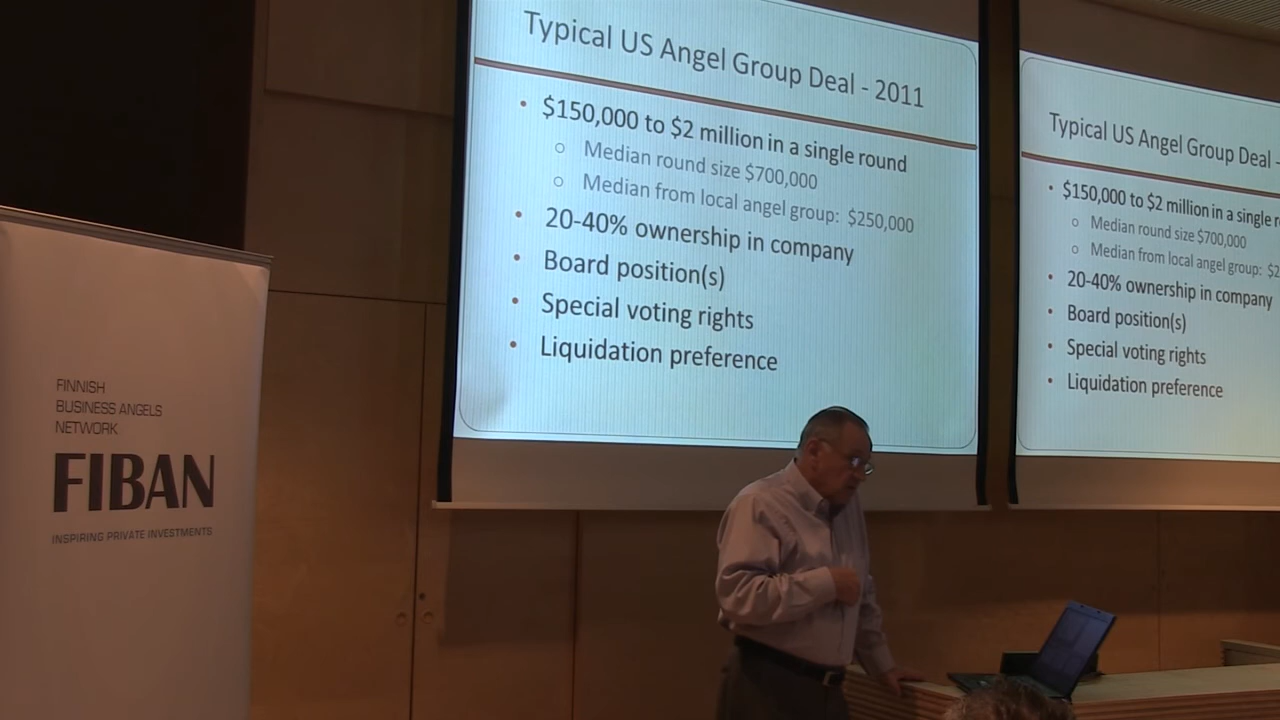 FINNISH
BUSINESS ANGELS
NETWORK
FIBAN
INSPIRING PRIVATE INVESTMENTS
Typical US Angel Group Deal - 2011
• $150,000 to $2 million in a single round
o Median round size $700,000
o Median from local angel group: $250,000
• 20-40% ownership in company
• Board position(s)
• Special voting rights
• Liquidation preference
Typical US Angel Group Deal -
• $150,000 to $2 million in a single
o Median round size $700,000
o Median from local angel group: $2
• 20-40% ownership in company
• Board position(s)
• Special voting rights
• Liquidation preference